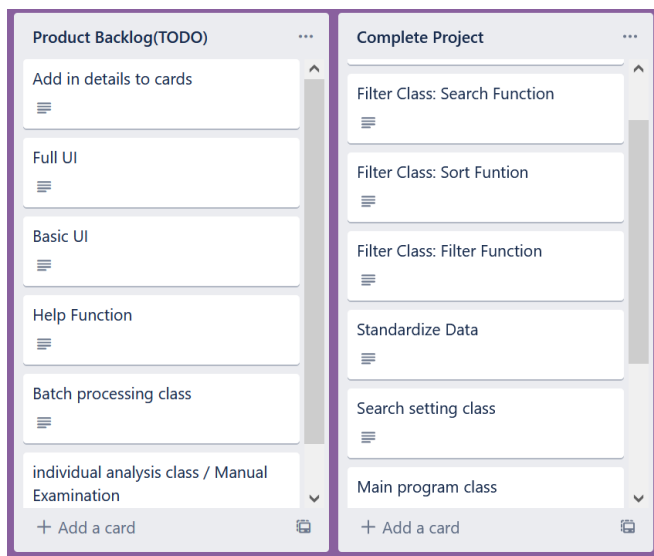 Product Backlog(TODO)
Add in details to cards
Full UI
Basic UI
Help Function
Batch processing class
individual analysis class / Manual
Examination
+ Add a card
Complete Project
Filter Class: Search Function
Filter Class: Sort Funtion
Filter Class: Filter Function
Standardize Data
Search setting class
Main program class
+ Add a card